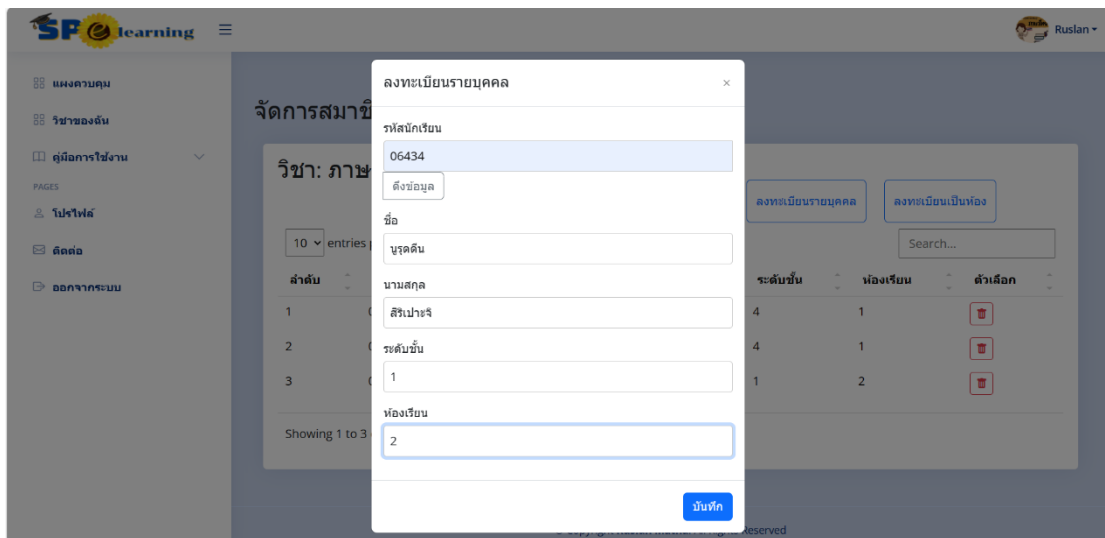 SP e learning
Ruslan
แผงควบคุม
วิชาของฉัน
คู่มือการใช้งาน
PAGES
โปรไฟล์
ติดต่อ
ออกจากระบบ
จัดการสมาชิ
วิชา: ภาษ
ลงทะเบียนรายบุคคล
ลงทะเบียนเป็นห้อง
10 entries
Search...
ลำดับ ระดับชั้น ห้องเรียน ตัวเลือก
1 4 1
2 4 1
3 1 2
Showing 1 to 3
ลงทะเบียนรายบุคคล ×
รหัสนักเรียน
06434
ดึงข้อมูล
ชื่อ
นูรุดดีน
นามสกุล
สิริเปาะจิ
ระดับชั้น
1
ห้องเรียน
2
บันทึก
Reserved